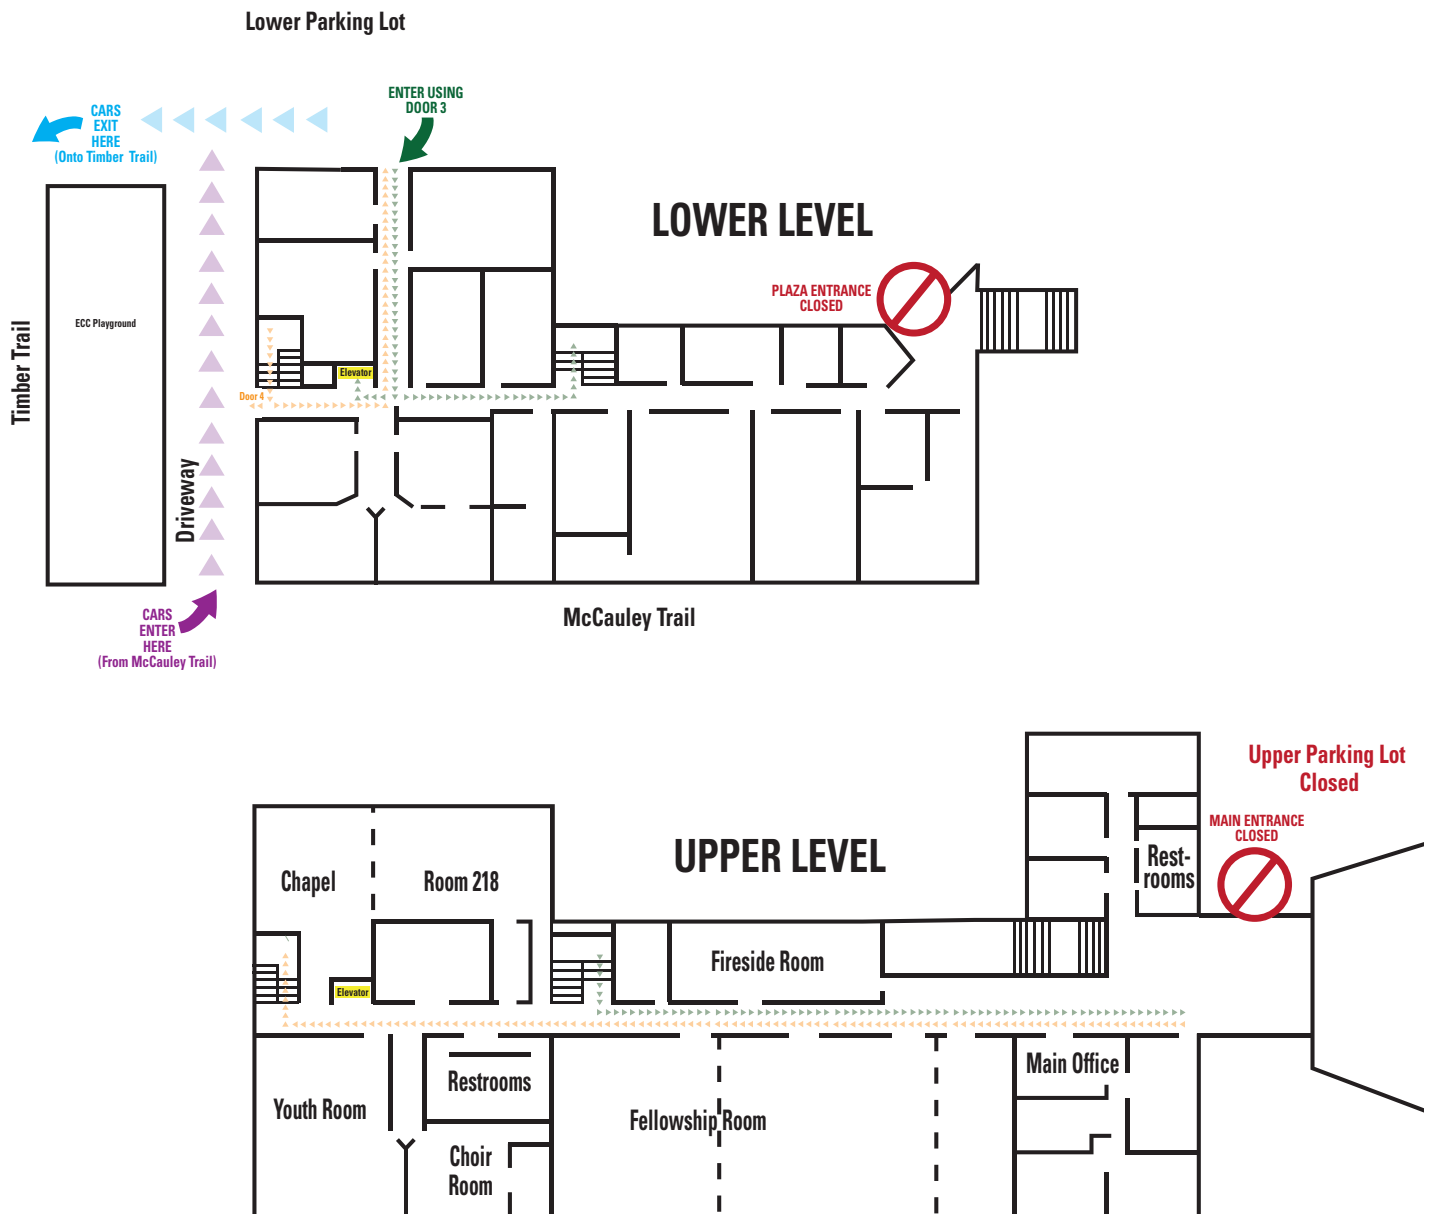 Lower Parking Lot
ENTER USING
DOOR 3
CARS
EXIT
HERE
(Onto Timber Trail)
LOWER LEVEL
PLAZA ENTRANCE
CLOSED
ECC Playground
Timber Trail
Elevator
Door 4
Driveway
CARS
ENTER
HERE
(From McCauley Trail)
McCauley Trail
Upper Parking Lot
Closed
MAIN ENTRANCE
CLOSED
UPPER LEVEL
Rest-
rooms
Chapel
Room 218
Fireside Room
Elevator
Main Office
Restrooms
Youth Room
Fellowship Room
Choir
Room